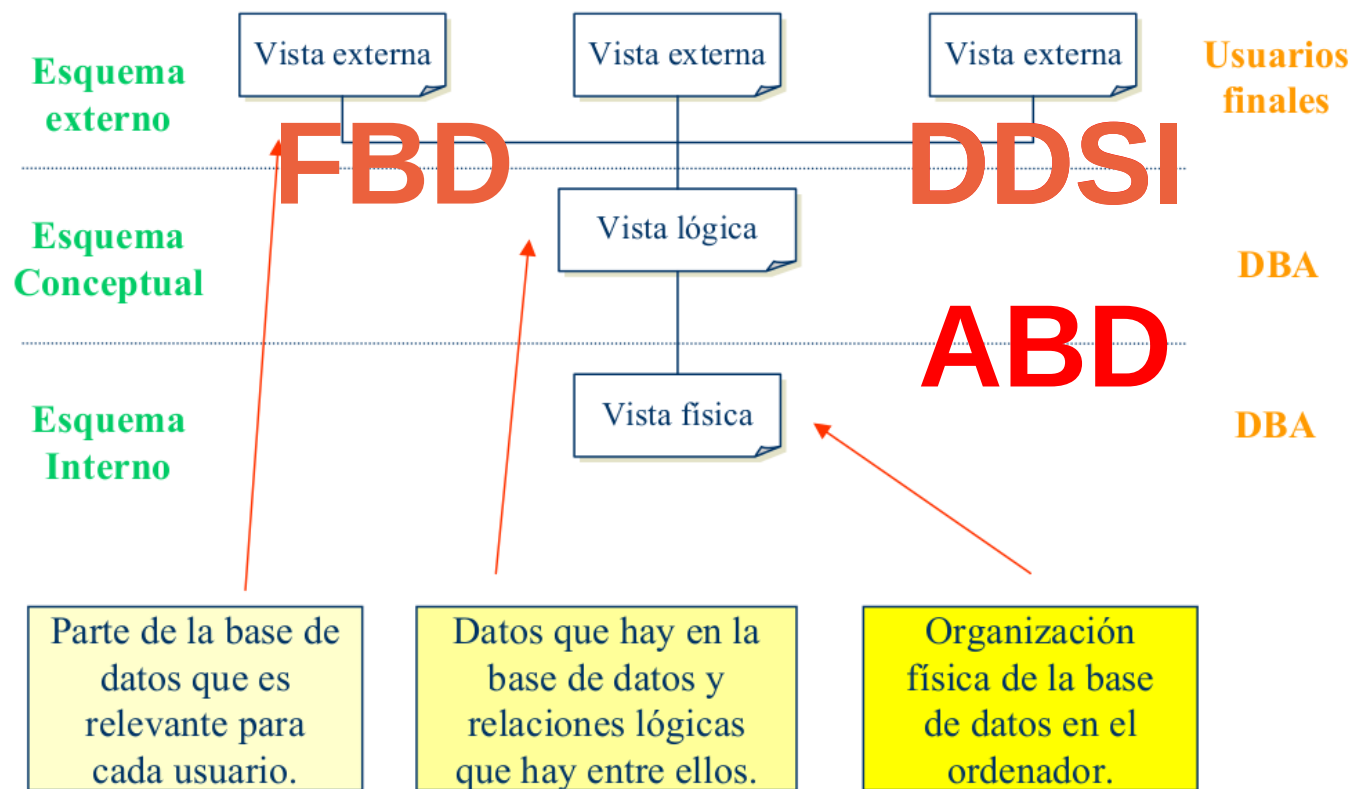 Vista externa
Vista externa
Vista externa
Esquema
externo
Usuarios
finales
FBD
DDSI
Esquema
Conceptual
Vista lógica
DBA
ABD
Esquema
Interno
Vista física
DBA
Parte de la base de
datos que es
relevante para
cada usuario.
Datos que hay en la
base de datos y
relaciones lógicas
que hay entre ellos.
Organización
física de la base
de datos en el
ordenador.